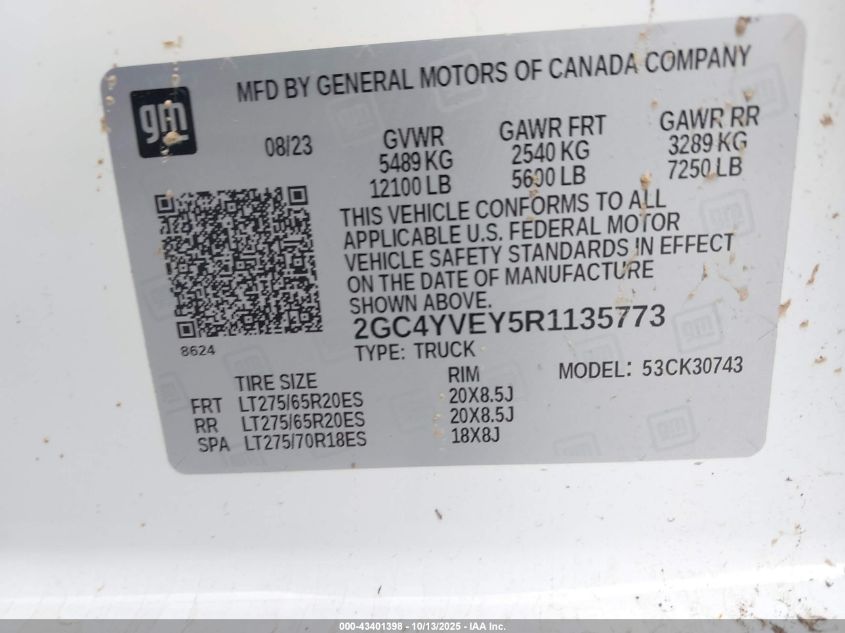 gm
MFD BY GENERAL MOTORS OF CANADA COMPANY
08/23
GVWR
5489 KG
12100 LB
GAWR FRT
2540 KG
5600 LB
GAWR RR
3289 KG
7250 LB
THIS VEHICLE CONFORMS TO ALL
APPLICABLE U.S. FEDERAL MOTOR
VEHICLE SAFETY STANDARDS IN EFFECT
ON THE DATE OF MANUFACTURE
SHOWN ABOVE.
2GC4YVEY5R1135773
8624
TYPE: TRUCK
MODEL: 53CK30743
TIRE SIZE RIM
FRT LT275/65R20ES 20X8.5J
RR LT275/65R20ES 20X8.5J
SPA LT275/70R18ES 18X8J
000-43401398 - 10/13/2025 - IAA Inc.